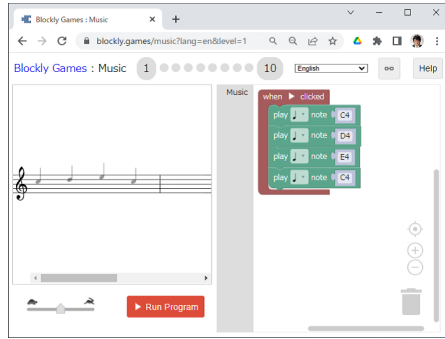 Blockly Games : Music
blockly.games/music?lang=en&level=1
Blockly Games : Music
1
10
English
Help
Music
when clicked
play note C4
play note D4
play note E4
play note C4
Run Program